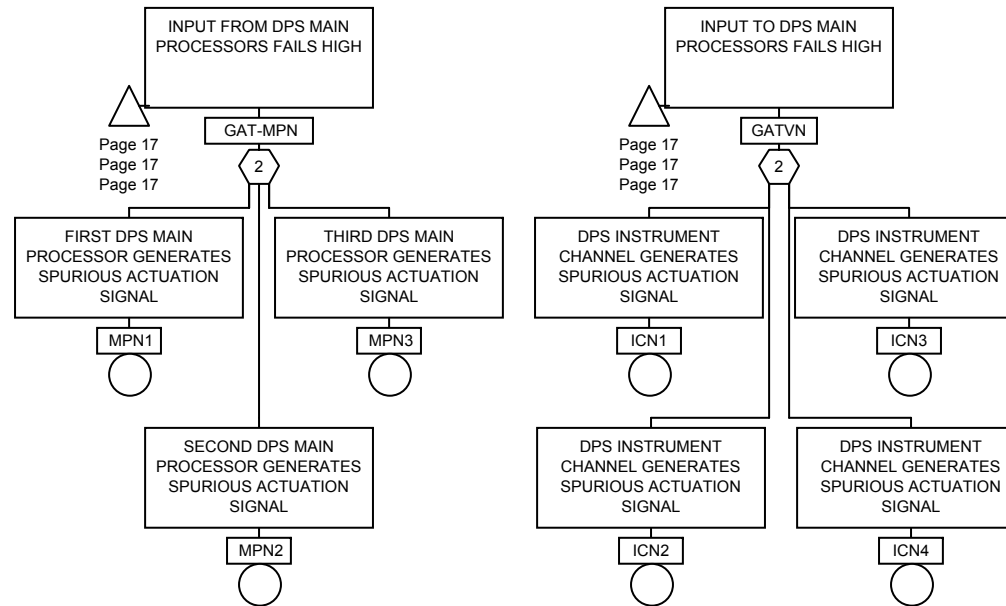 INPUT FROM DPS MAIN
PROCESSORS FAILS HIGH
Page 17
Page 17
Page 17
GAT-MPN
2
FIRST DPS MAIN
PROCESSOR GENERATES
SPURIOUS ACTUATION
SIGNAL
MPN1
THIRD DPS MAIN
PROCESSOR GENERATES
SPURIOUS ACTUATION
SIGNAL
MPN3
SECOND DPS MAIN
PROCESSOR GENERATES
SPURIOUS ACTUATION
SIGNAL
MPN2
INPUT TO DPS MAIN
PROCESSORS FAILS HIGH
Page 17
Page 17
Page 17
GATVN
2
DPS INSTRUMENT
CHANNEL GENERATES
SPURIOUS ACTUATION
SIGNAL
ICN1
DPS INSTRUMENT
CHANNEL GENERATES
SPURIOUS ACTUATION
SIGNAL
ICN3
DPS INSTRUMENT
CHANNEL GENERATES
SPURIOUS ACTUATION
SIGNAL
ICN2
DPS INSTRUMENT
CHANNEL GENERATES
SPURIOUS ACTUATION
SIGNAL
ICN4